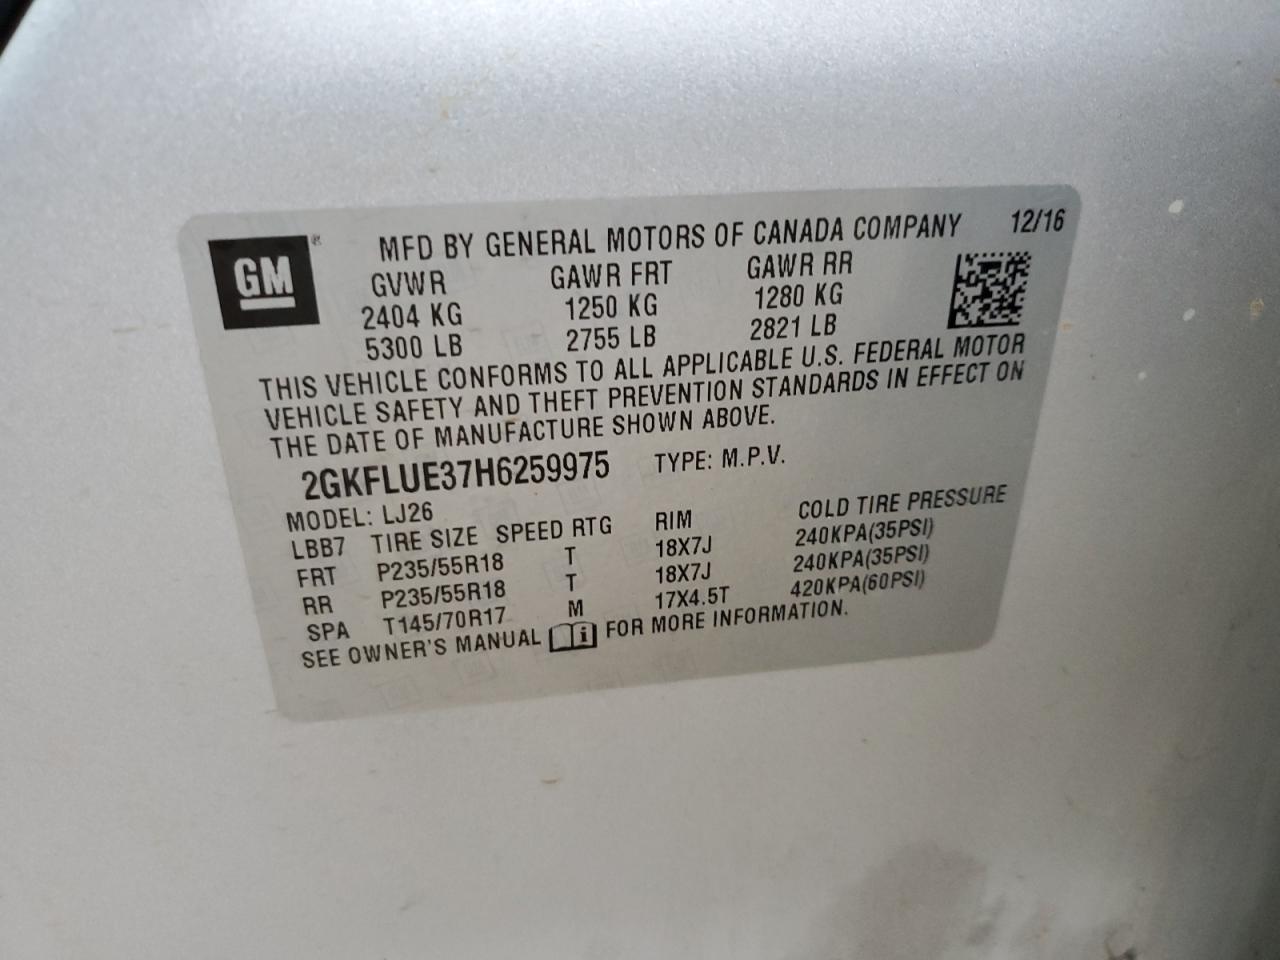 GM ®
MFD BY GENERAL MOTORS OF CANADA COMPANY 12/16
GVWR GAWR FRT GAWR RR
2404 KG 1250 KG 1280 KG
5300 LB 2755 LB 2821 LB
THIS VEHICLE CONFORMS TO ALL APPLICABLE U.S. FEDERAL MOTOR
VEHICLE SAFETY AND THEFT PREVENTION STANDARDS IN EFFECT ON
THE DATE OF MANUFACTURE SHOWN ABOVE.
2GKFLUE37H6259975 TYPE: M.P.V.
MODEL: LJ26
LBB7 TIRE SIZE SPEED RTG RIM COLD TIRE PRESSURE
FRT P235/55R18 T 18X7J 240KPA(35PSI)
RR P235/55R18 T 18X7J 240KPA(35PSI)
SPA T145/70R17 M 17X4.5T 420KPA(60PSI)
SEE OWNER'S MANUAL i FOR MORE INFORMATION.